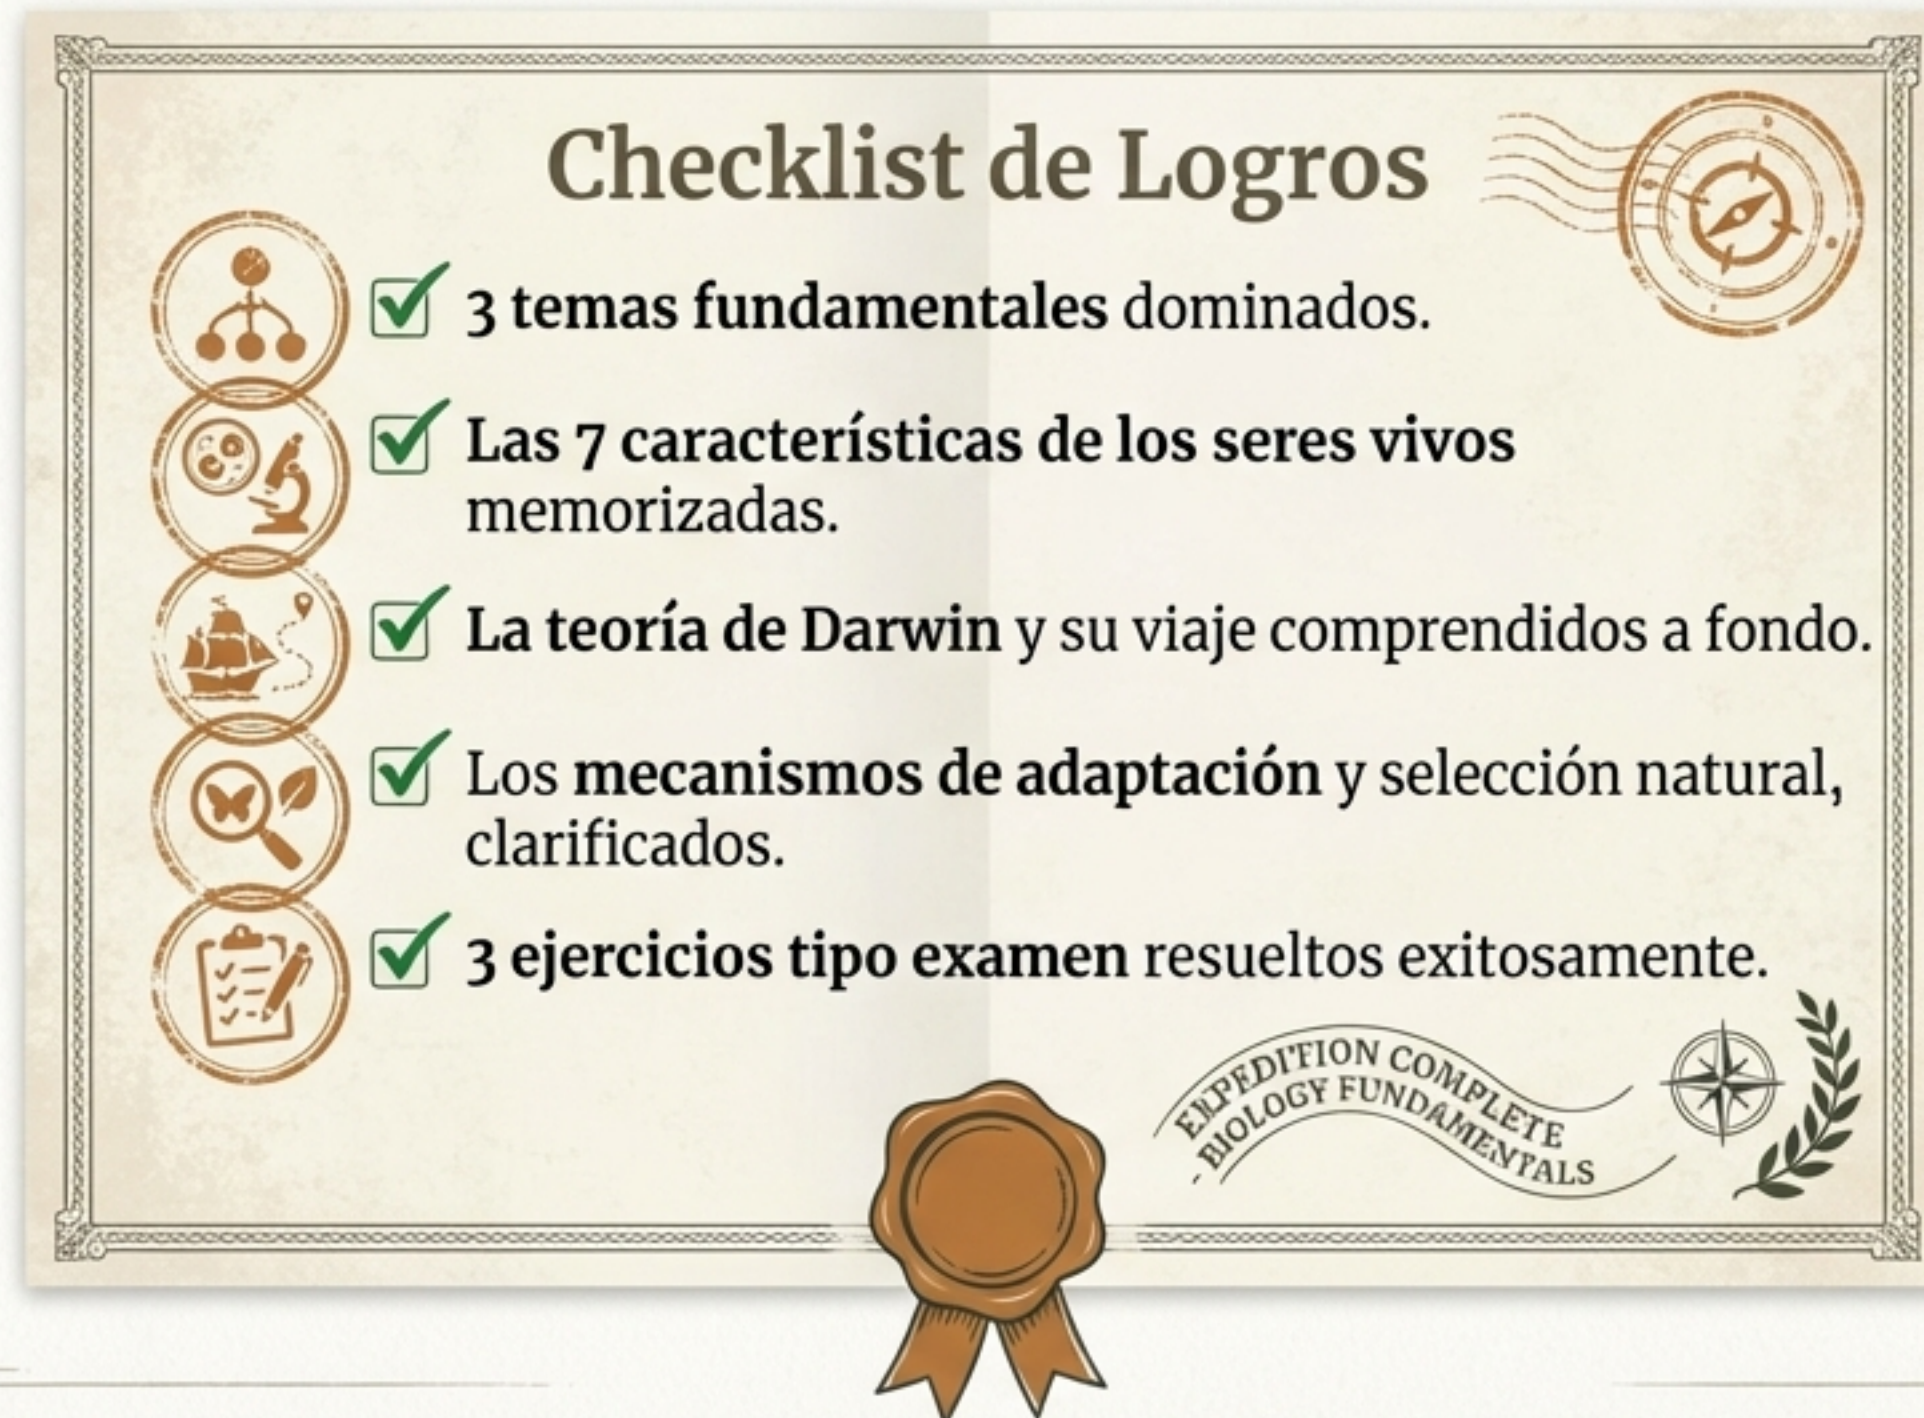 Checklist de Logros
3 temas fundamentales dominados.
Las 7 características de los seres vivos
memorizadas.
La teoría de Darwin y su viaje comprendidos a fondo.
Los mecanismos de adaptación y selección natural,
clarificados.
3 ejercicios tipo examen resueltos exitosamente.
COMPLETE
- BIOLOGY FUNDAMENTALS